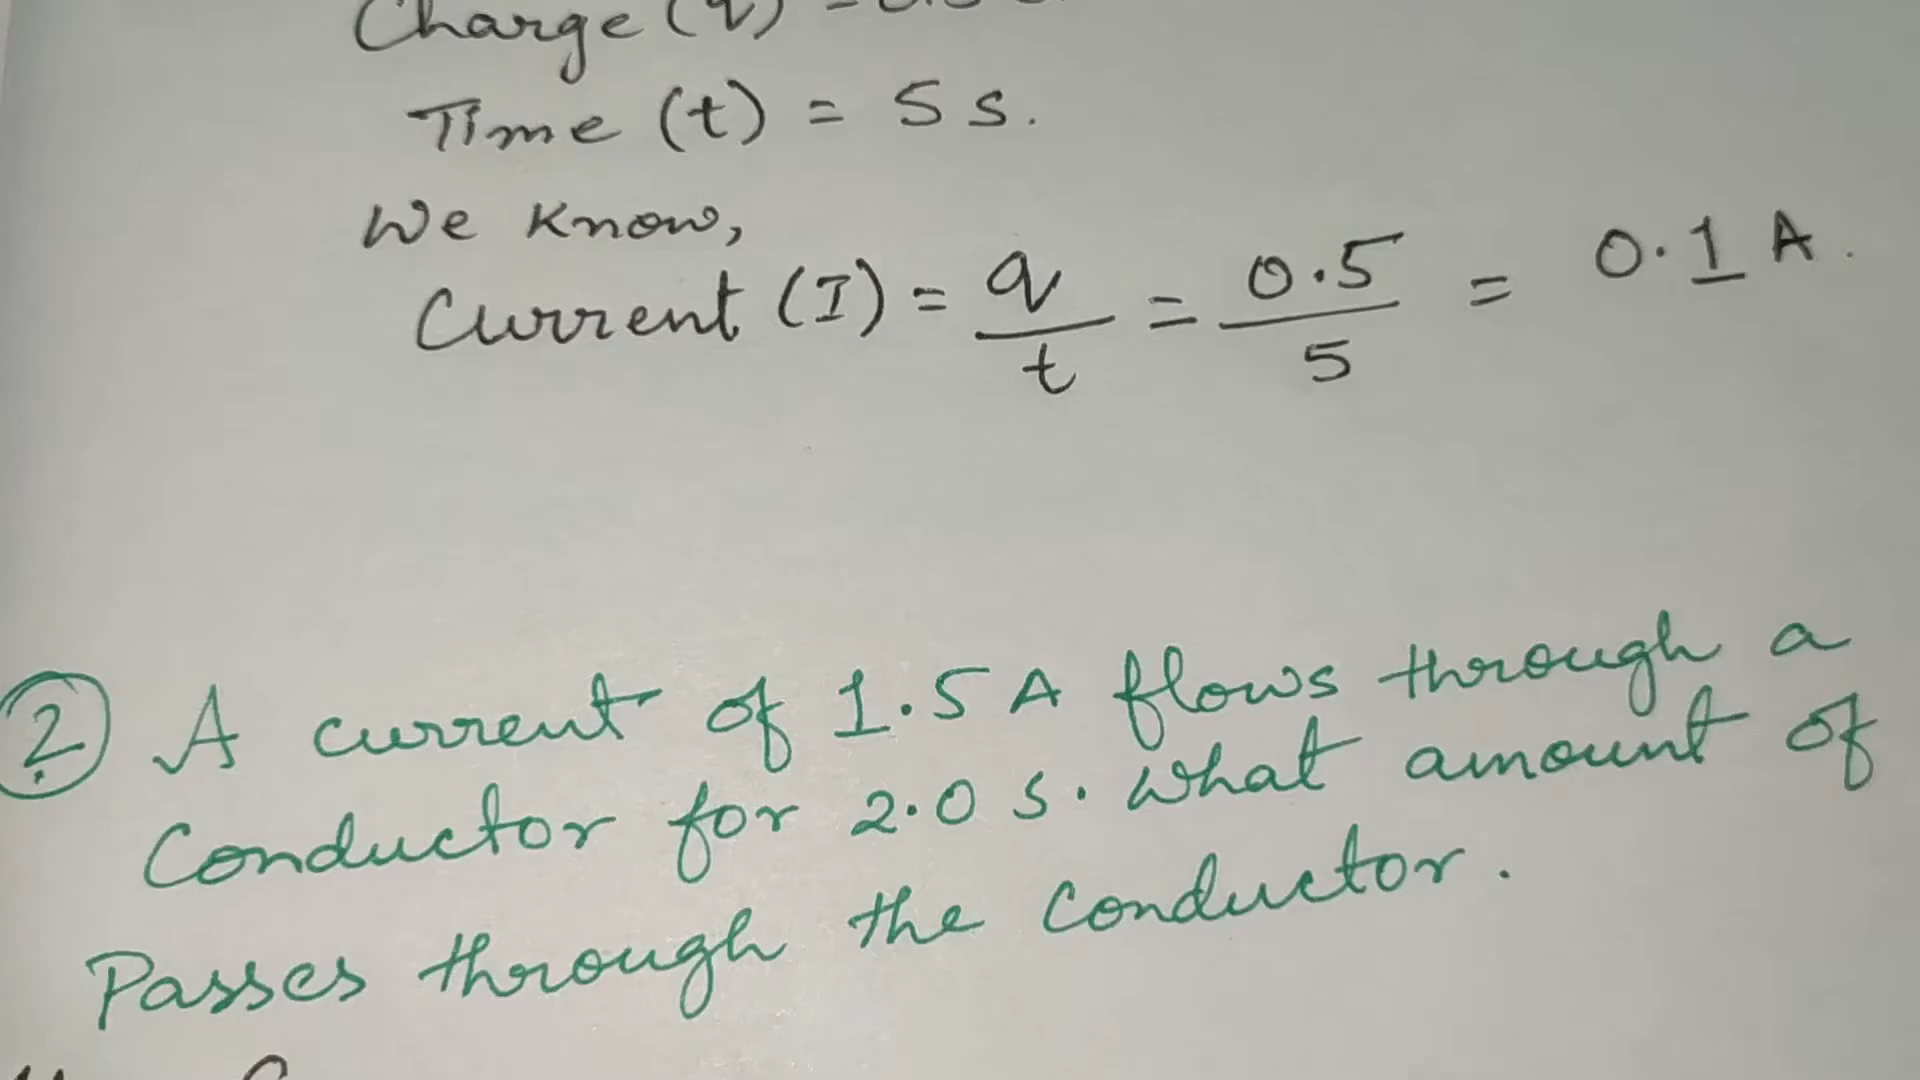 Charge (q) =
Time (t) = 5 s.
We know,
Current (I) = q/t = 0.5/5 = 0.1 A.
2 A current of 1.5 A flows through a
Conductor for 2.0 s. What amount of
Passes through the conductor.